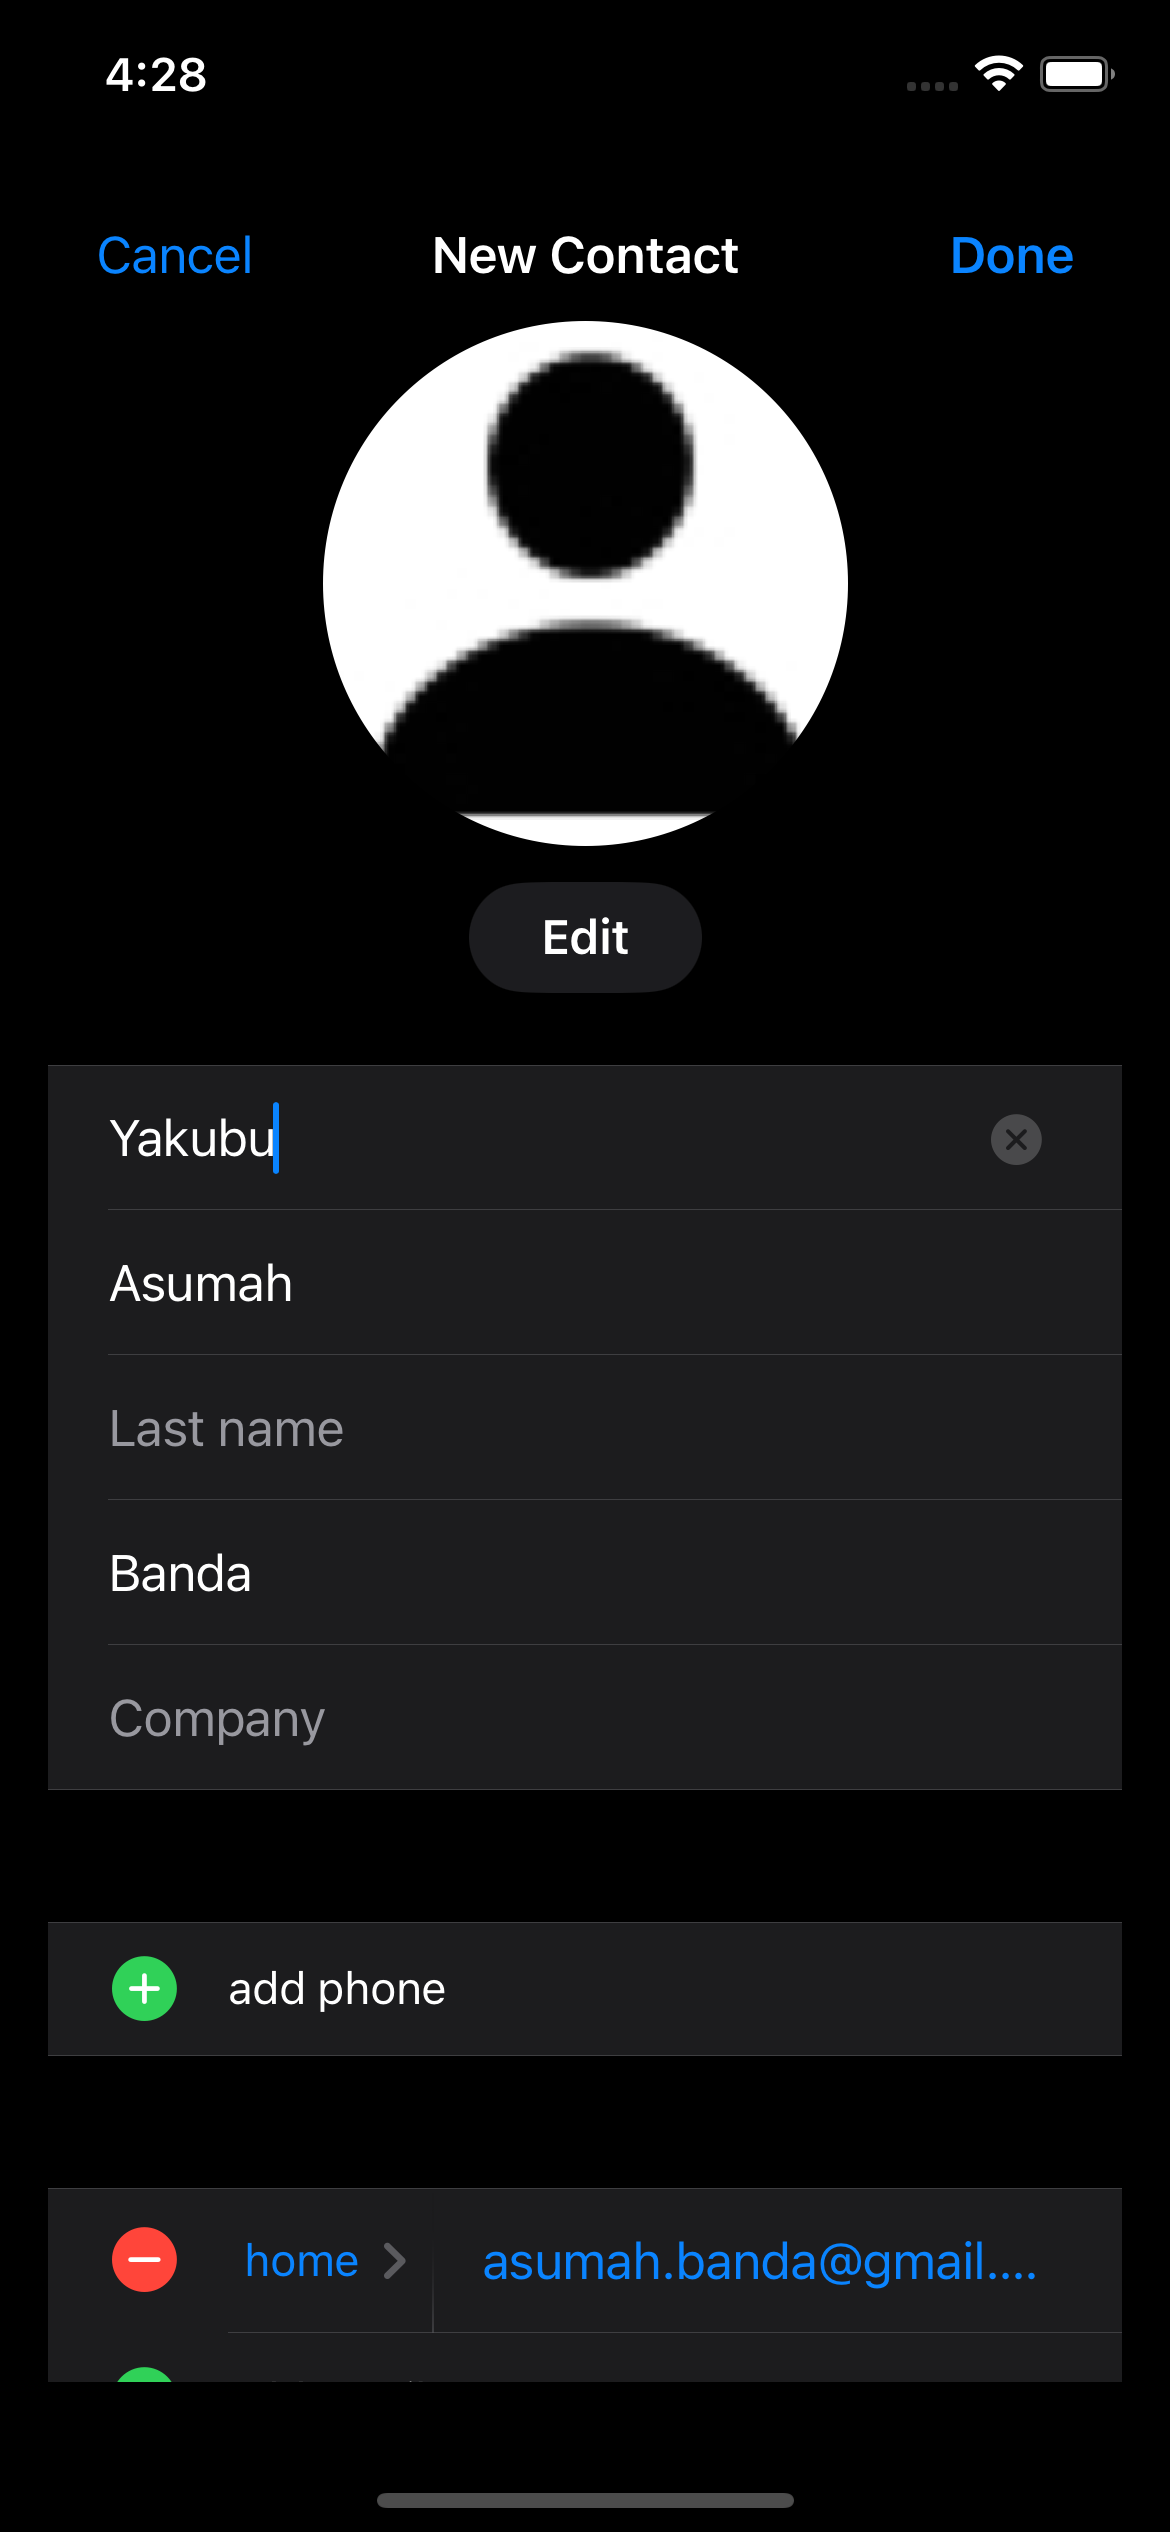 4:28
Cancel New Contact Done
Edit
Yakubu
Asumah
Last name
Banda
Company
add phone
home asumah.banda@gmail....